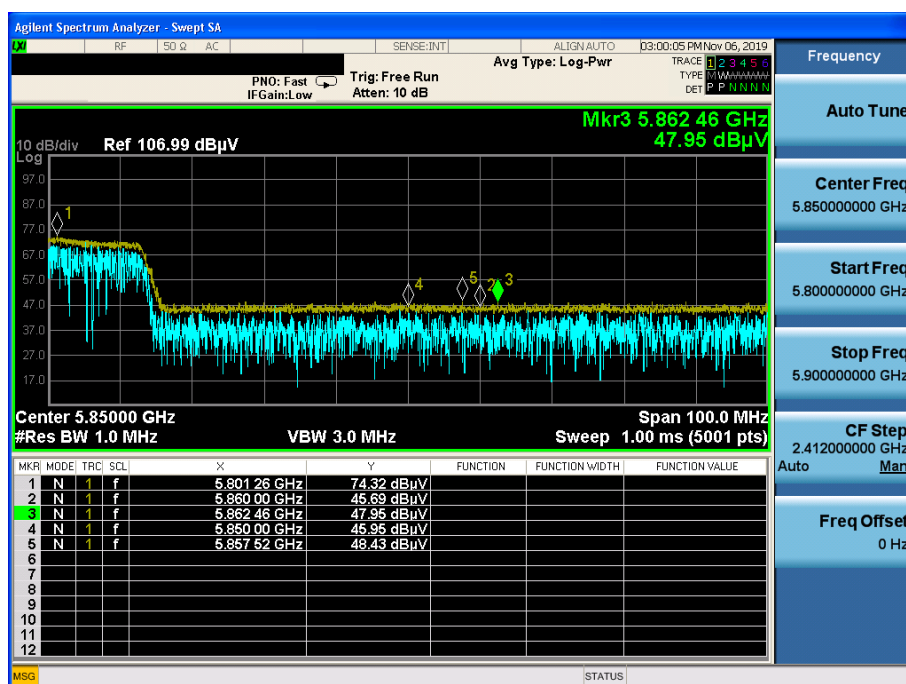 Agilent Spectrum Analyzer - Swept SA
LXI RF 50 Ω AC SENSE:INT ALIGN AUTO 03:00:05 PM Nov 06, 2019
PNO: Fast Trig: Free Run Avg Type: Log-Pwr TRACE 1 2 3 4 5 6
IFGain:Low Atten: 10 dB TYPE M
DET P P N N N N
Mkr3 5.862 46 GHz
47.95 dBµV
10 dB/div Ref 106.99 dBµV
Log
97.0
87.0
77.0
67.0
57.0
47.0
37.0
27.0
17.0
1
4 5 2 3
Center 5.85000 GHz Span 100.0 MHz
#Res BW 1.0 MHz VBW 3.0 MHz Sweep 1.00 ms (5001 pts)
MKR MODE TRC SCL X Y FUNCTION FUNCTION WIDTH FUNCTION VALUE
1 N 1 f 5.801 26 GHz 74.32 dBµV
2 N 1 f 5.860 00 GHz 45.69 dBµV
3 N 1 f 5.862 46 GHz 47.95 dBµV
4 N 1 f 5.850 00 GHz 45.95 dBµV
5 N 1 f 5.857 52 GHz 48.43 dBµV
6
7
8
9
10
11
12
MSG STATUS
Frequency
Auto Tune
Center Freq
5.850000000 GHz
Start Freq
5.800000000 GHz
Stop Freq
5.900000000 GHz
CF Step
2.412000000 GHz
Auto Man
Freq Offset
0 Hz